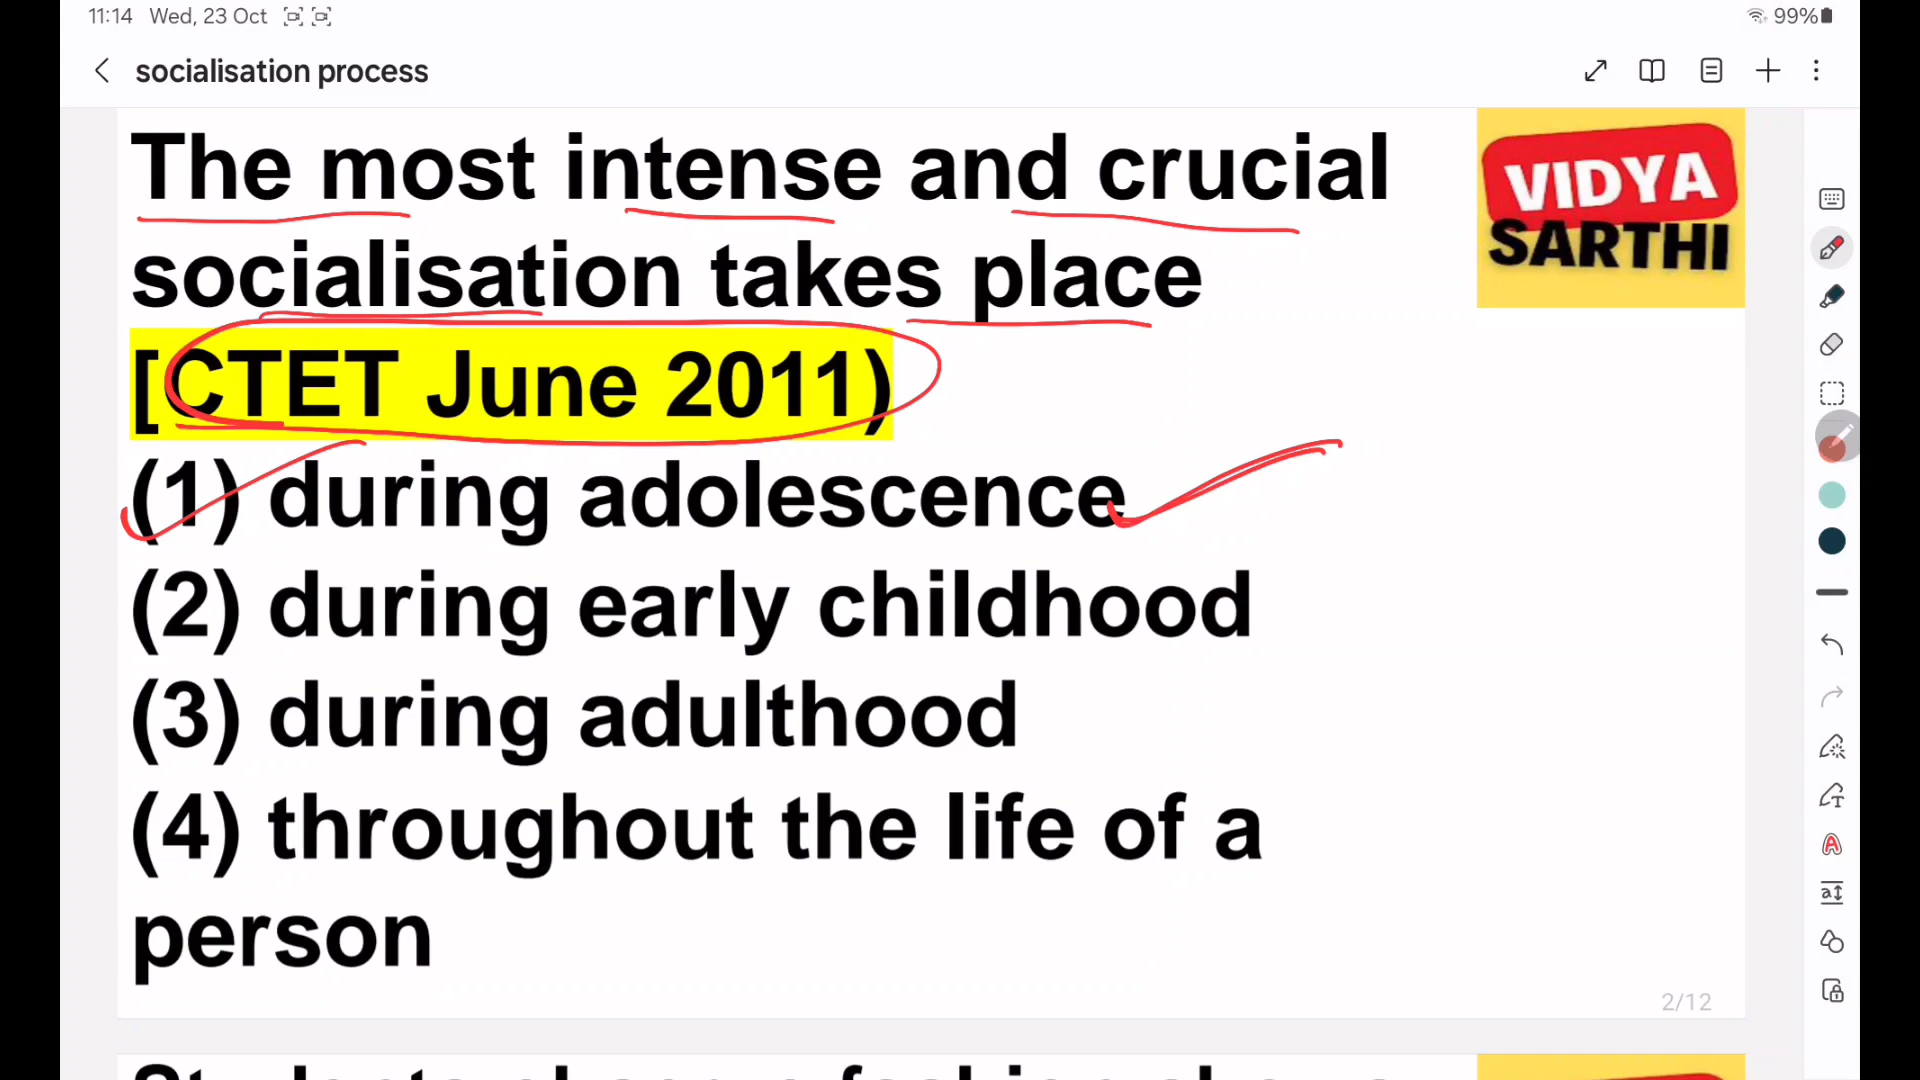 11:14 Wed, 23 Oct 99%
socialisation process
The most intense and crucial
VIDYA
SARTHI
socialisation takes place
[CTET June 2011)
(1) during adolescence
(2) during early childhood
(3) during adulthood
(4) throughout the life of a
person
2/12